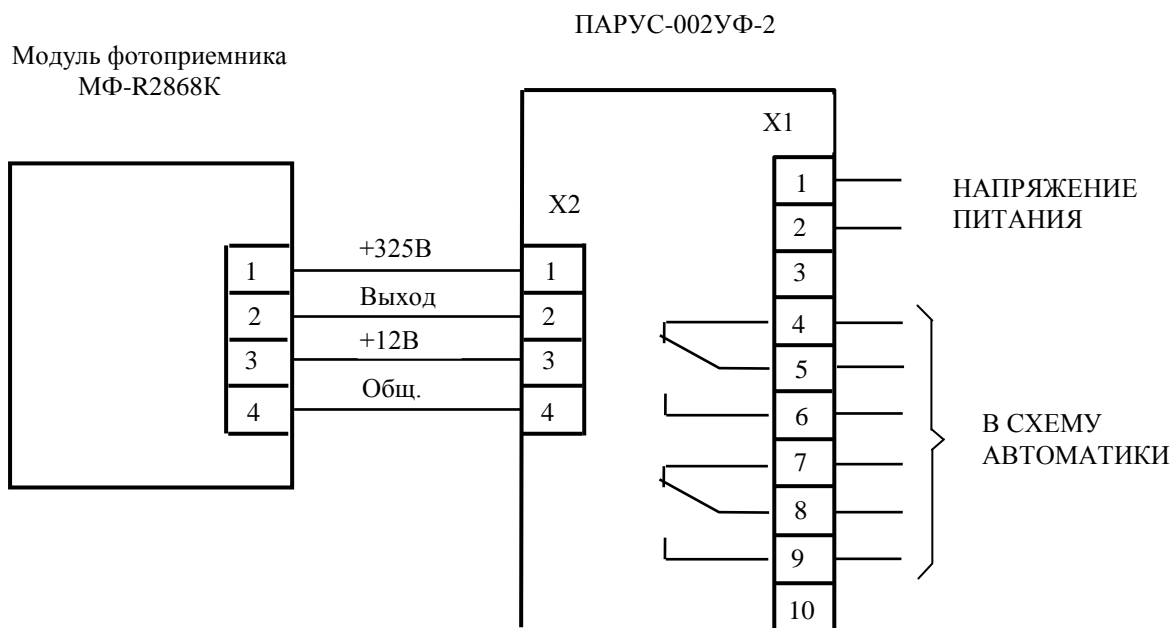 ПАРУС-002УФ-2
Модуль фотоприемника
МФ-R2868К
X1
X2
1
2
3
4
+325В
Выход
+12В
Общ.
1
2
3
4
1
2
3
4
5
6
7
8
9
10
НАПРЯЖЕНИЕ
ПИТАНИЯ
В СХЕМУ
АВТОМАТИКИ